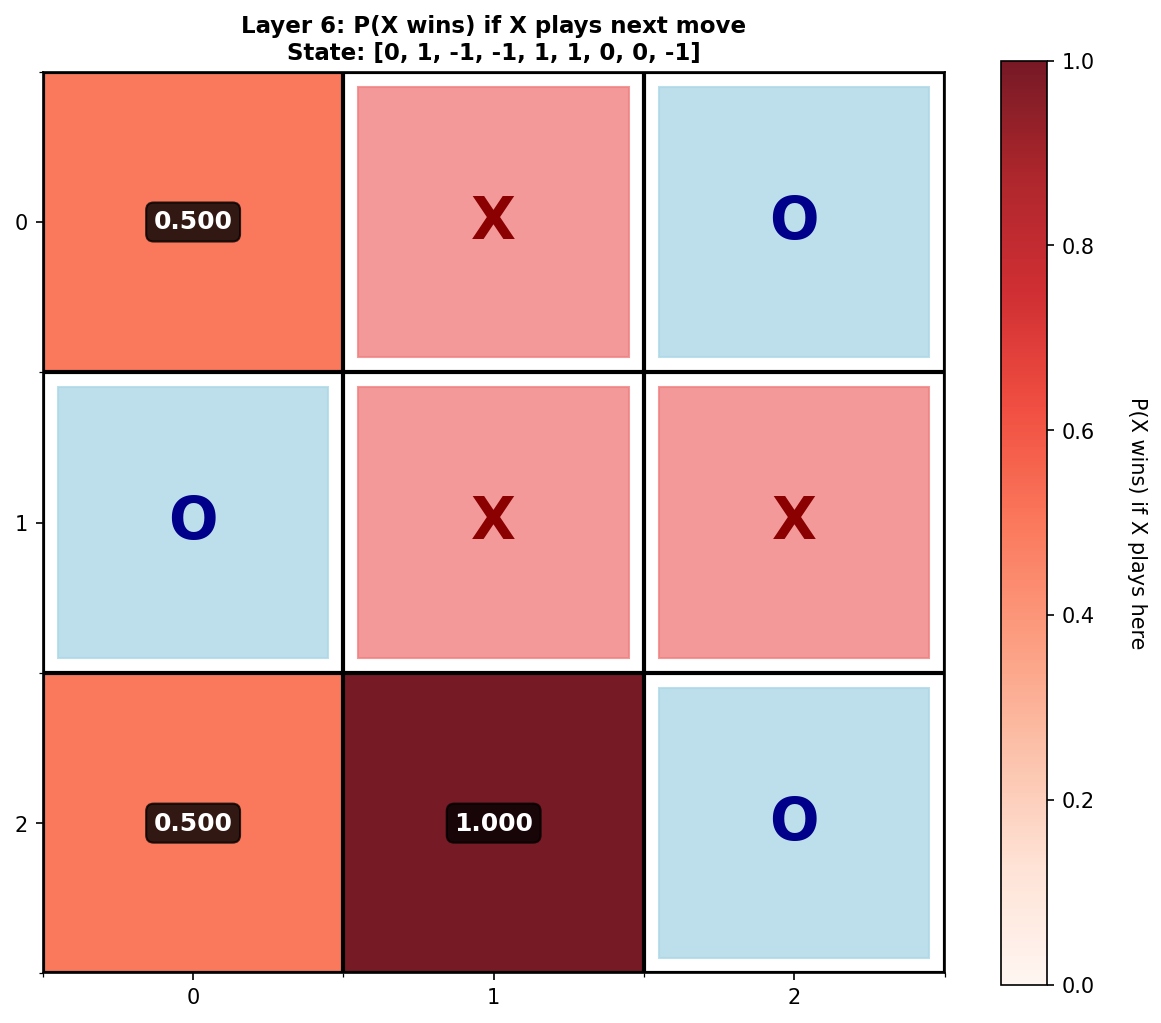 Layer 6: P(X wins) if X plays next move
State: [0, 1, -1, -1, 1, 1, 0, 0, -1]
0.500 X O
O X X
0.500 1.000 O
0
1
2
0 1 2
1.0
0.8
0.6
0.4
0.2
0.0
P(X wins) if X plays here